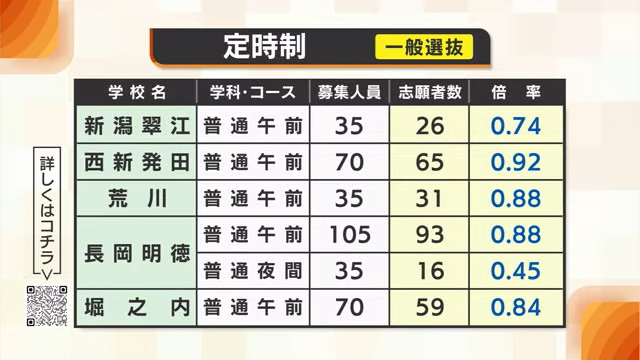 定時制 一般選抜
学校名 学科・コース 募集人員 志願者数 倍率
新潟翠江 普通午前 35 26 0.74
西新発田 普通午前 70 65 0.92
荒川 普通午前 35 31 0.88
長岡明徳 普通午前 105 93 0.88
普通夜間 35 16 0.45
堀之内 普通午前 70 59 0.84
詳しくはコチラ